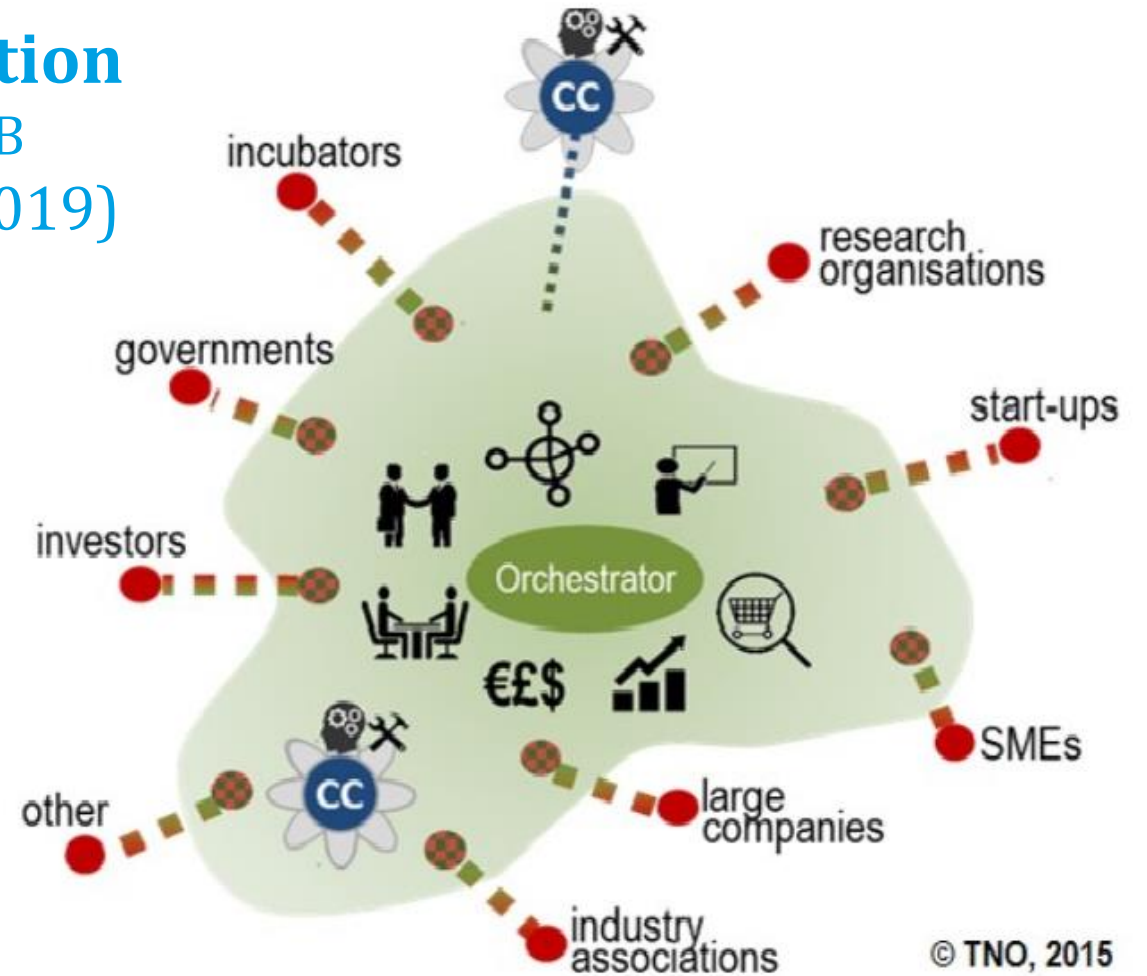 tion
B
019)
CC
incubators
research
organisations
governments
start-ups
investors
Orchestrator
€£$
SMEs
CC
other
large
companies
industry
associations
© TNO, 2015